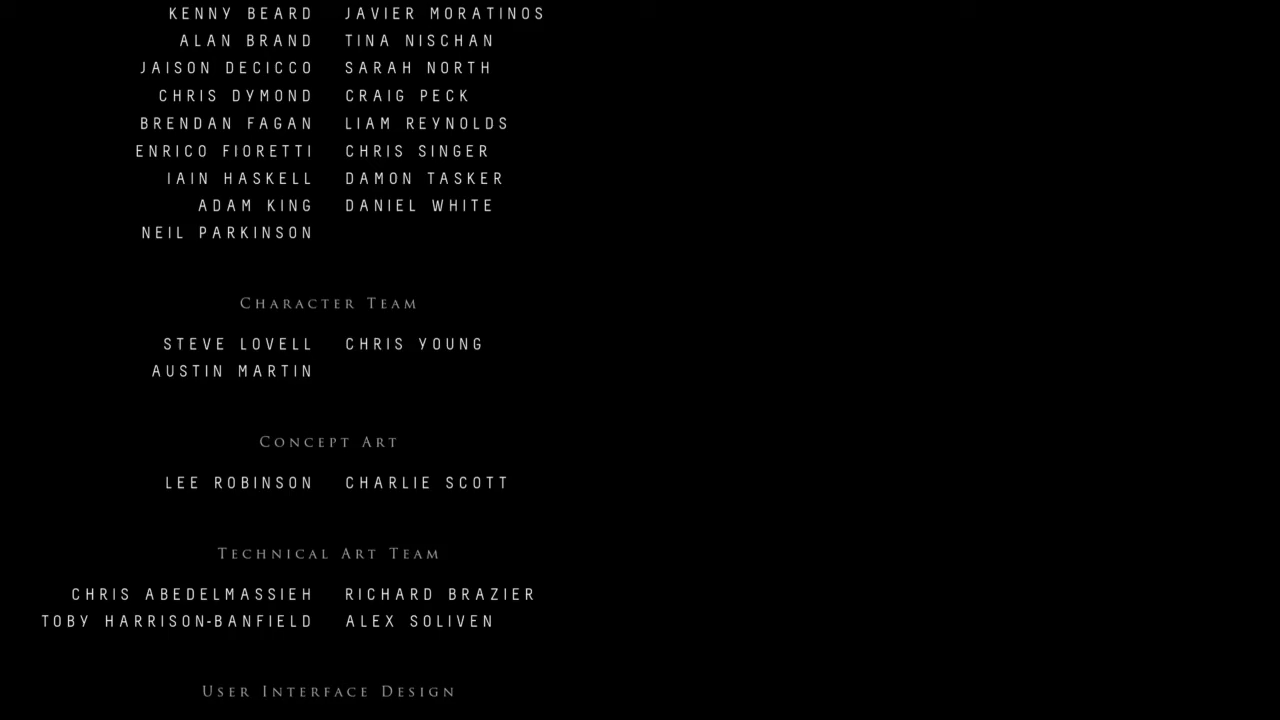 KENNY BEARD JAVIER MORATINOS
ALAN BRAND TINA NISCHAN
JAISON DECICCO SARAH NORTH
CHRIS DYMOND CRAIG PECK
BRENDAN FAGAN LIAM REYNOLDS
ENRICO FIORETTI CHRIS SINGER
IAIN HASKELL DAMON TASKER
ADAM KING DANIEL WHITE
NEIL PARKINSON
CHARACTER TEAM
STEVE LOVELL CHRIS YOUNG
AUSTIN MARTIN
CONCEPT ART
LEE ROBINSON CHARLIE SCOTT
TECHNICAL ART TEAM
CHRIS ABEDELMASSIEH RICHARD BRAZIER
TOBY HARRISON-BANFIELD ALEX SOLIVEN
USER INTERFACE DESIGN